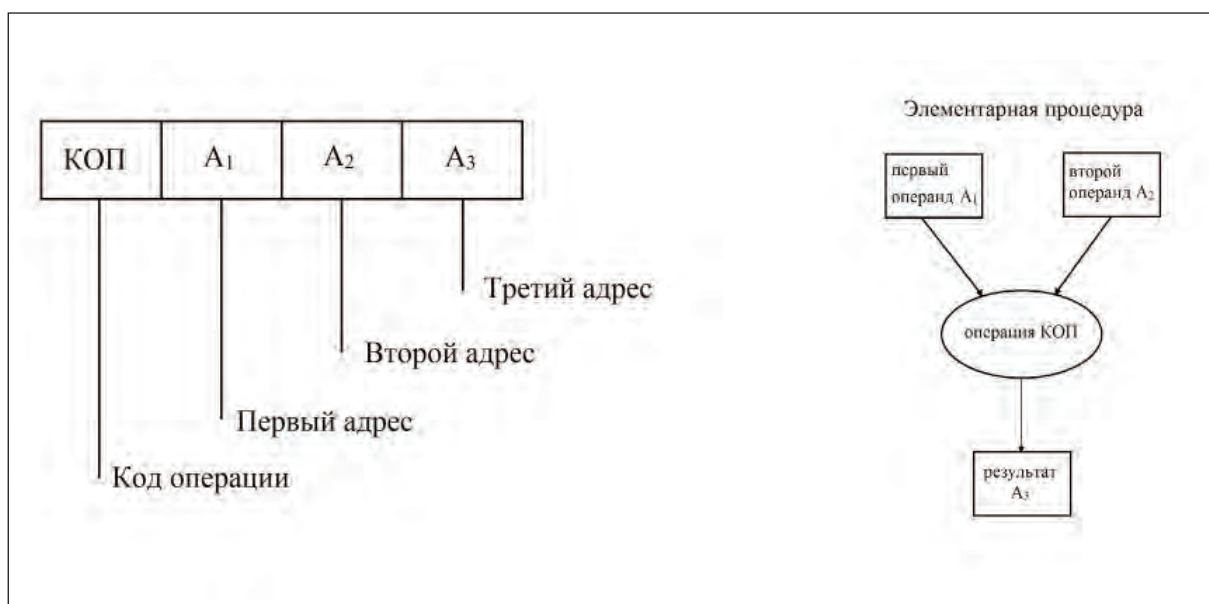 КОП A1 A2 A3
Третий адрес
Второй адрес
Первый адрес
Код операции
Элементарная процедура
первый
операнд A1
второй
операнд A2
операция КОП
результат
A3